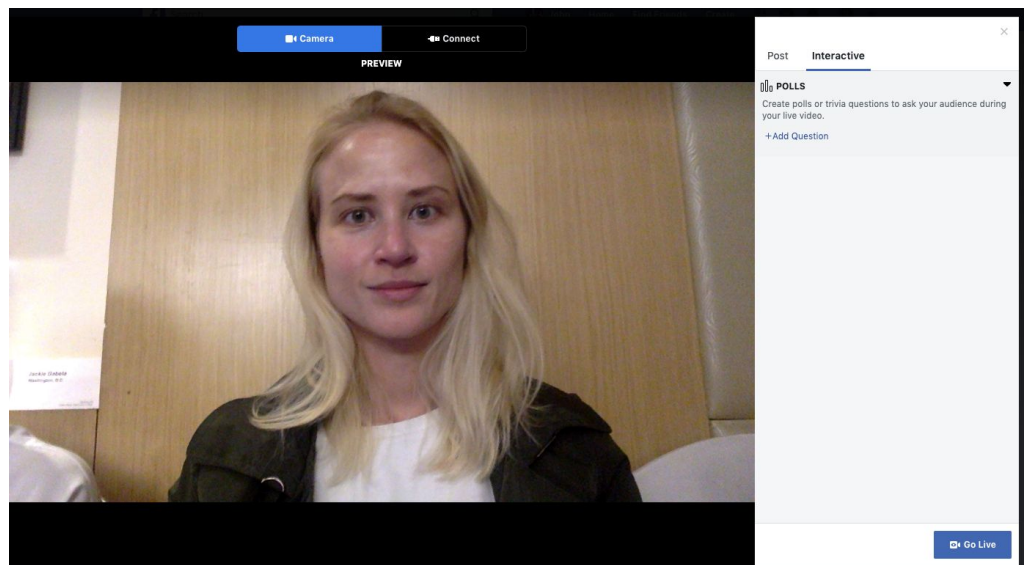 Camera
Connect
PREVIEW
Post
Interactive
POLLS
Create polls or trivia questions to ask your audience during
your live video.
+Add Question
Go Live